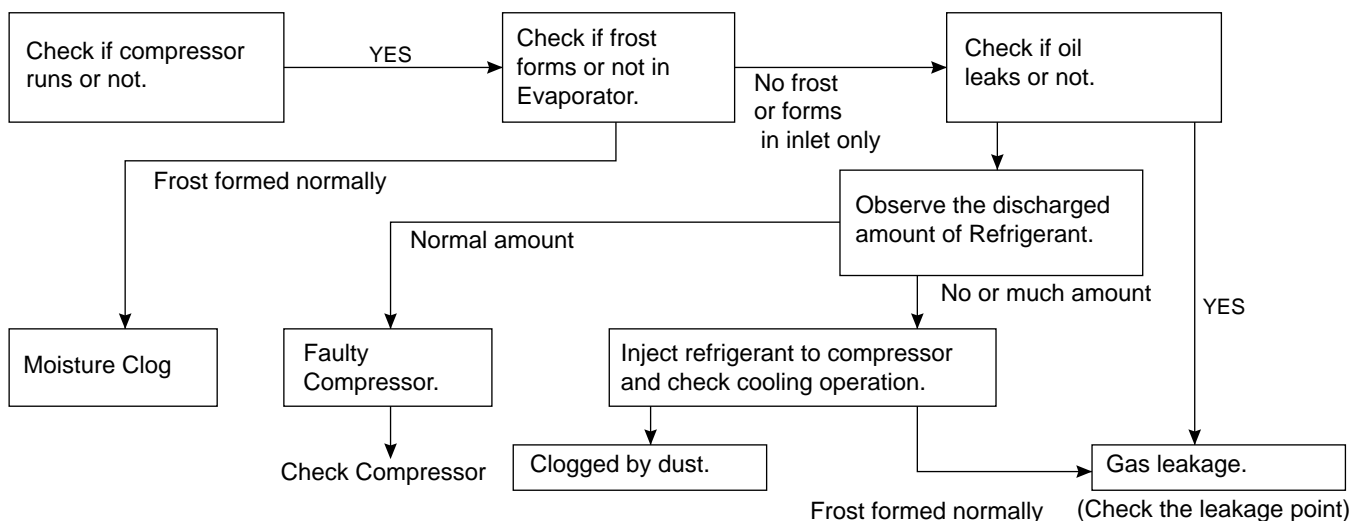 Check if compressor
runs or not.
YES
Check if frost
forms or not in
Evaporator.
No frost
or forms
in inlet only
Check if oil
leaks or not.
Frost formed normally
Observe the discharged
amount of Refrigerant.
Normal amount
No or much amount
YES
Moisture Clog
Faulty
Compressor.
Inject refrigerant to compressor
and check cooling operation.
Check Compressor
Clogged by dust.
Gas leakage.
Frost formed normally
(Check the leakage point)